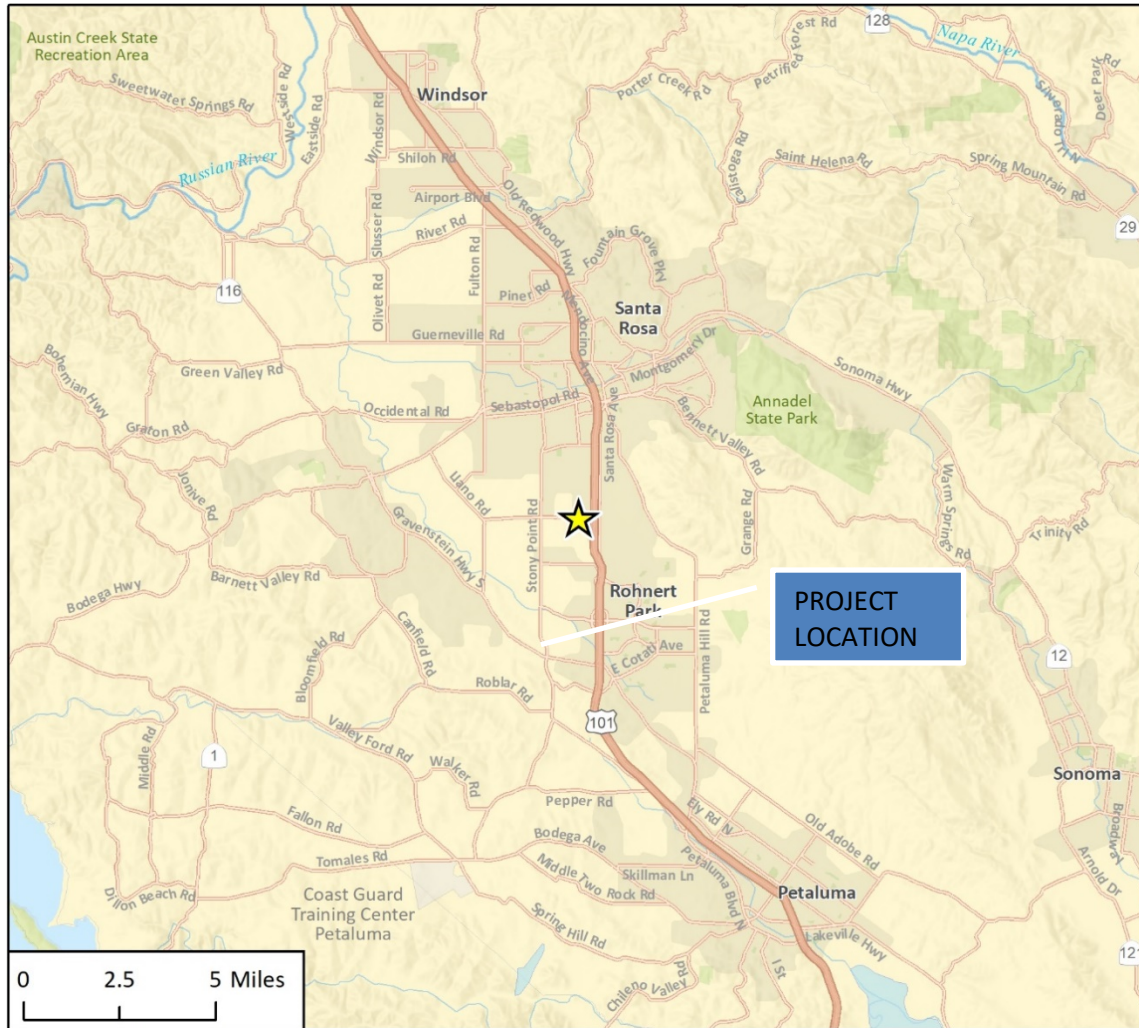 Austin Creek State
Recreation Area
Sweetwater Springs Rd
Westside Rd
Eastside Rd
Russian River
Windsor Rd
Windsor
Shiloh Rd
Airport Blvd
Old Redwood Hwy
Slusser Rd
River Rd
Fulton Rd
Fountain Grove Pky
Porter Creek Rd
Petrified Forest Rd
128
Napa River
Silverado Tl N
Deer Park Rd
Calistoga Rd
Saint Helena Rd
Spring Mountain Rd
29
116
Olivet Rd
Piner Rd
Mendocino Ave
Santa
Rosa
Guerneville Rd
Montgomery Dr
Sonoma Hwy
Bohemian Hwy
Green Valley Rd
Occidental Rd
Sebastopol Rd
Santa Rosa Ave
Bennett Valley Rd
Annadel
State Park
Graton Rd
Jonive Rd
Llano Rd
Stony Point Rd
Gravenstein Hwy S
Grange Rd
Warm Springs Rd
Trinity Rd
Bodega Hwy
Barnett Valley Rd
Canfield Rd
Bloomfield Rd
Rohnert
Park
Petaluma Hill Rd
PROJECT
LOCATION
12
E Cotati Ave
Roblar Rd
101
Valley Ford Rd
Middle Rd
1
Walker Rd
Pepper Rd
Fallon Rd
Tomales Rd
Bodega Ave
Ely Rd N
Old Adobe Rd
Sonoma
Broadway
Arnold Dr
Dillon Beach Rd
Coast Guard
Training Center
Petaluma
Middle Two Rock Rd
Skillman Ln
Petaluma Blvd N
Petaluma
Spring Hill Rd
Chileno Valley Rd
I St
Lakeville Hwy
121
0 2.5 5 Miles